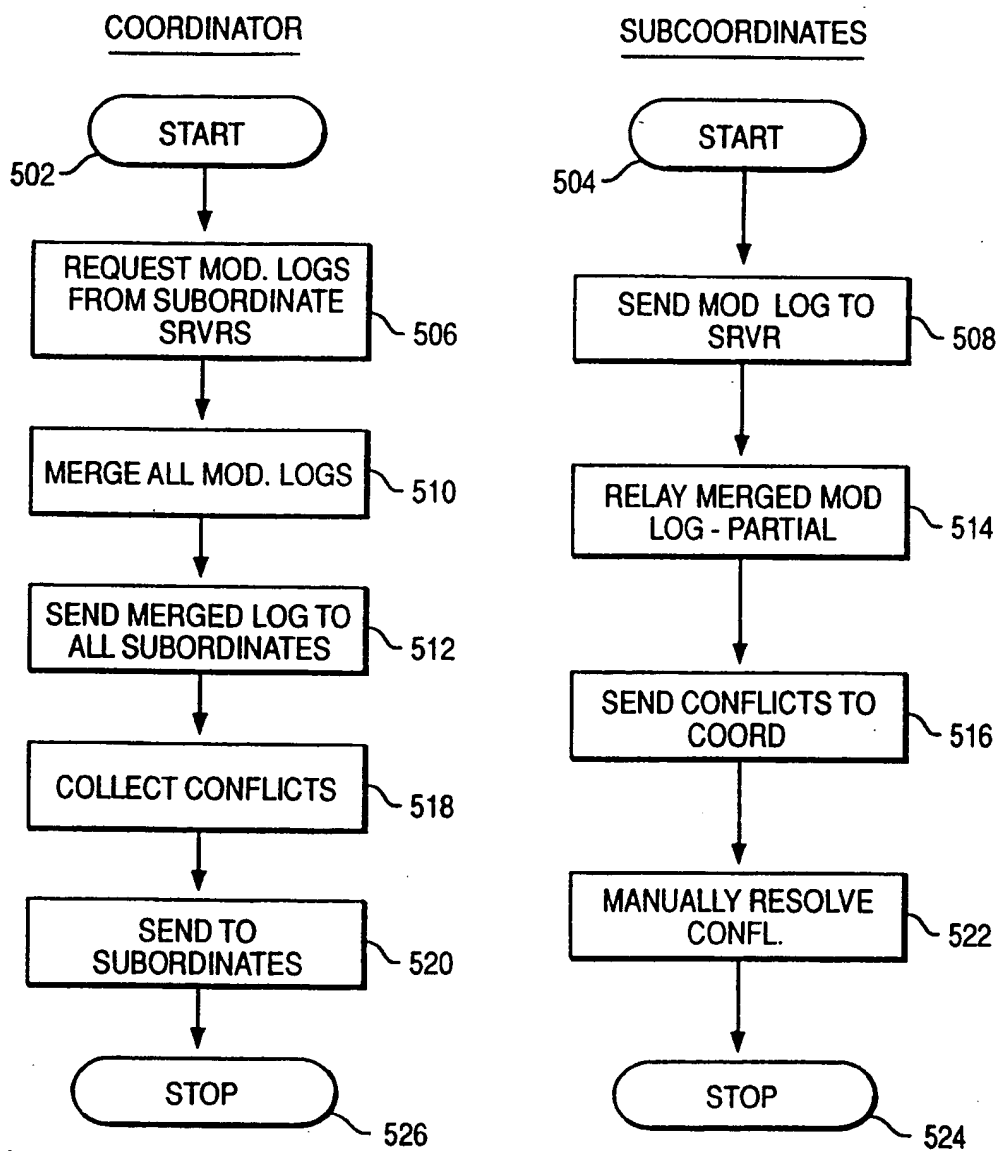 COORDINATOR
START
502
REQUEST MOD. LOGS
FROM SUBORDINATE
SRVRS
506
MERGE ALL MOD. LOGS
510
SEND MERGED LOG TO
ALL SUBORDINATES
512
COLLECT CONFLICTS
518
SEND TO
SUBORDINATES
520
STOP
526
SUBCOORDINATES
START
504
SEND MOD LOG TO
SRVR
508
RELAY MERGED MOD
LOG - PARTIAL
514
SEND CONFLICTS TO
COORD
516
MANUALLY RESOLVE
CONFL.
522
STOP
524